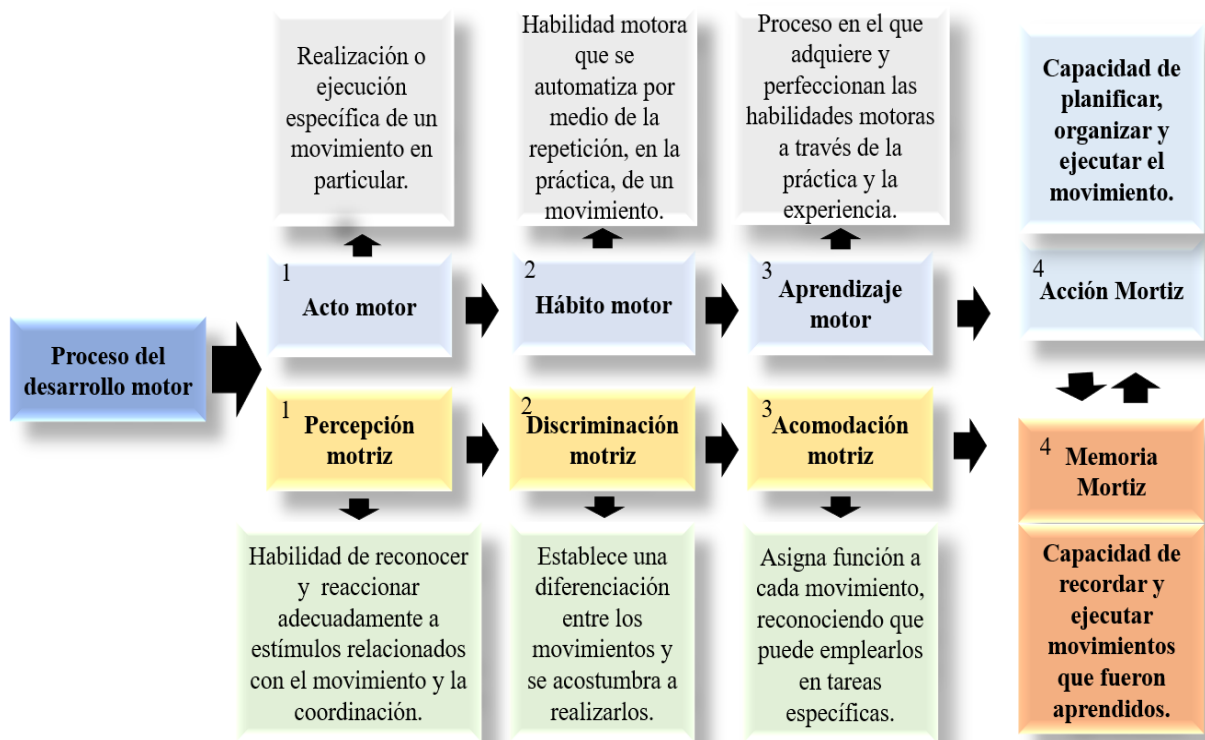 Realización o
ejecución
específica de un
movimiento en
particular.
Habilidad motora
que se
automatiza por
medio de la
repetición, en la
práctica, de un
movimiento.
Proceso en el que
adquiere y
perfeccionan las
habilidades motoras
a través de la
práctica y la
experiencia.
Capacidad de
planificar,
organizar y
ejecutar el
movimiento.
1
Acto motor
2
Hábito motor
3
Aprendizaje
motor
4
Acción Mortiz
Proceso del
desarrollo motor
1
Percepción
motriz
2
Discriminación
motriz
3
Acomodación
motriz
4
Memoria
Mortiz
Habilidad de reconocer
y reaccionar
adecuadamente a
estímulos relacionados
con el movimiento y la
coordinación.
Establece una
diferenciación
entre los
movimientos y
se acostumbra a
realizarlos.
Asigna función a
cada movimiento,
reconociendo que
puede emplearlos
en tareas
específicas.
Capacidad de
recordar y
ejecutar
movimientos
que fueron
aprendidos.